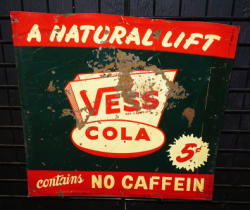 A NATURAL LIFT
VESS
COLA
5¢
contains NO CAFFEIN